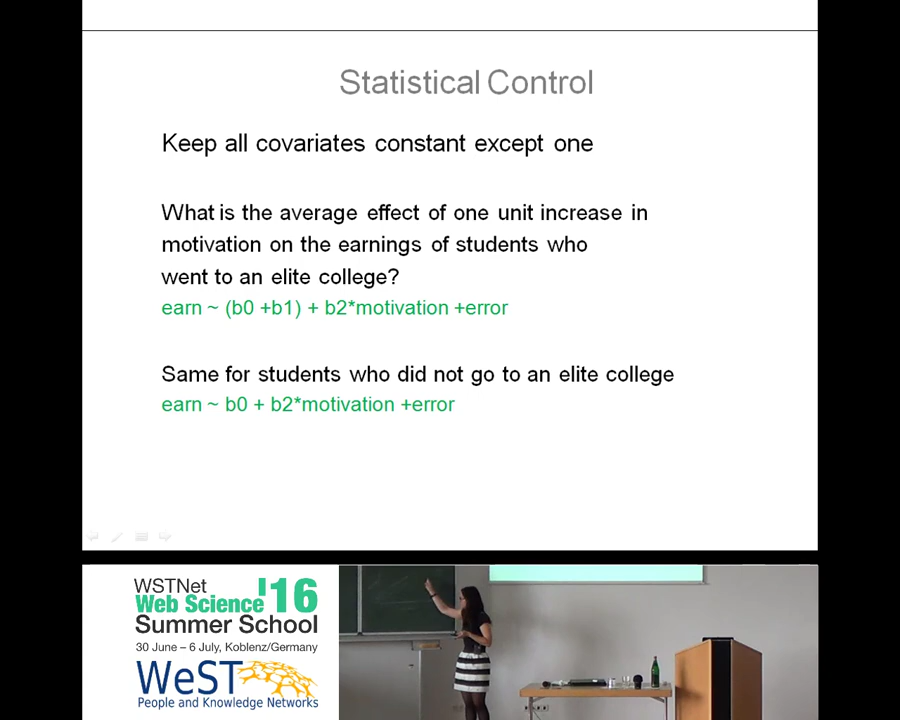 Statistical Control
Keep all covariates constant except one
What is the average effect of one unit increase in
motivation on the earnings of students who
went to an elite college?
earn ~ (b0 +b1) + b2*motivation +error
Same for students who did not go to an elite college
earn ~ b0 + b2*motivation +error
WSTNet
Web Science '16
Summer School
30 June – 6 July, Koblenz/Germany
WeST
People and Knowledge Networks